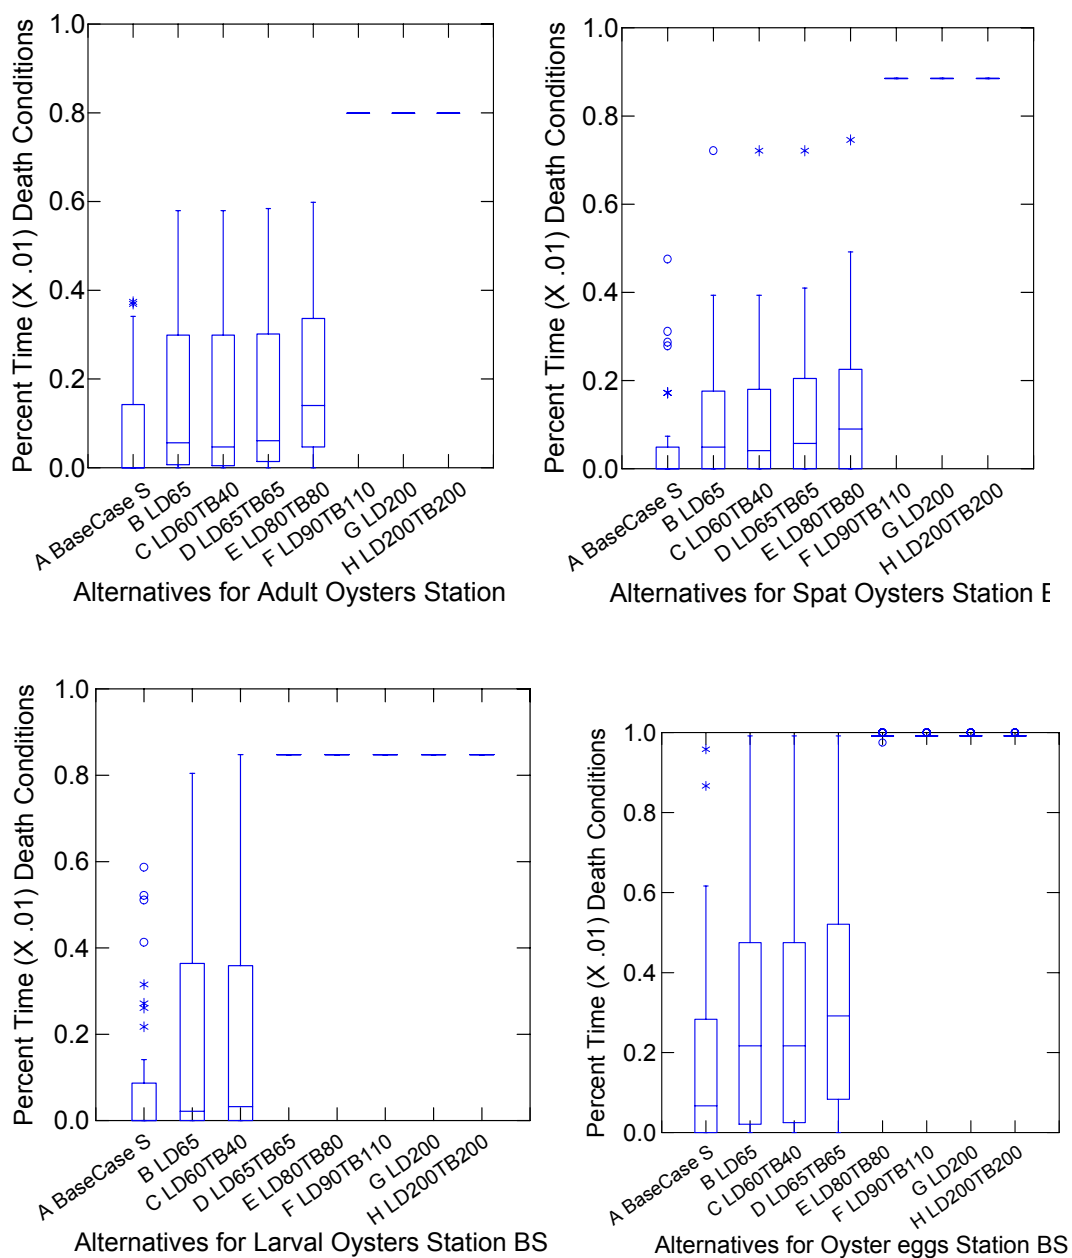 Percent Time (X .01) Death Conditions
1.0
0.8
0.6
0.4
0.2
0.0
A BaseCase S
B LD65
C LD60TB40
D LD65TB65
E LD80TB80
F LD90TB110
G LD200
H LD200TB200
Alternatives for Adult Oysters Station
Percent Time (X .01) Death Conditions
1.0
0.8
0.6
0.4
0.2
0.0
A BaseCase S
B LD65
C LD60TB40
D LD65TB65
E LD80TB80
F LD90TB110
G LD200
H LD200TB200
Alternatives for Spat Oysters Station
Percent Time (X .01) Death Conditions
1.0
0.8
0.6
0.4
0.2
0.0
A BaseCase S
B LD65
C LD60TB40
D LD65TB65
E LD80TB80
F LD90TB110
G LD200
H LD200TB200
Alternatives for Larval Oysters Station BS
Percent Time (X .01) Death Conditions
1.0
0.8
0.6
0.4
0.2
0.0
A BaseCase S
B LD65
C LD60TB40
D LD65TB65
E LD80TB80
F LD90TB110
G LD200
H LD200TB200
Alternatives for Oyster eggs Station BS